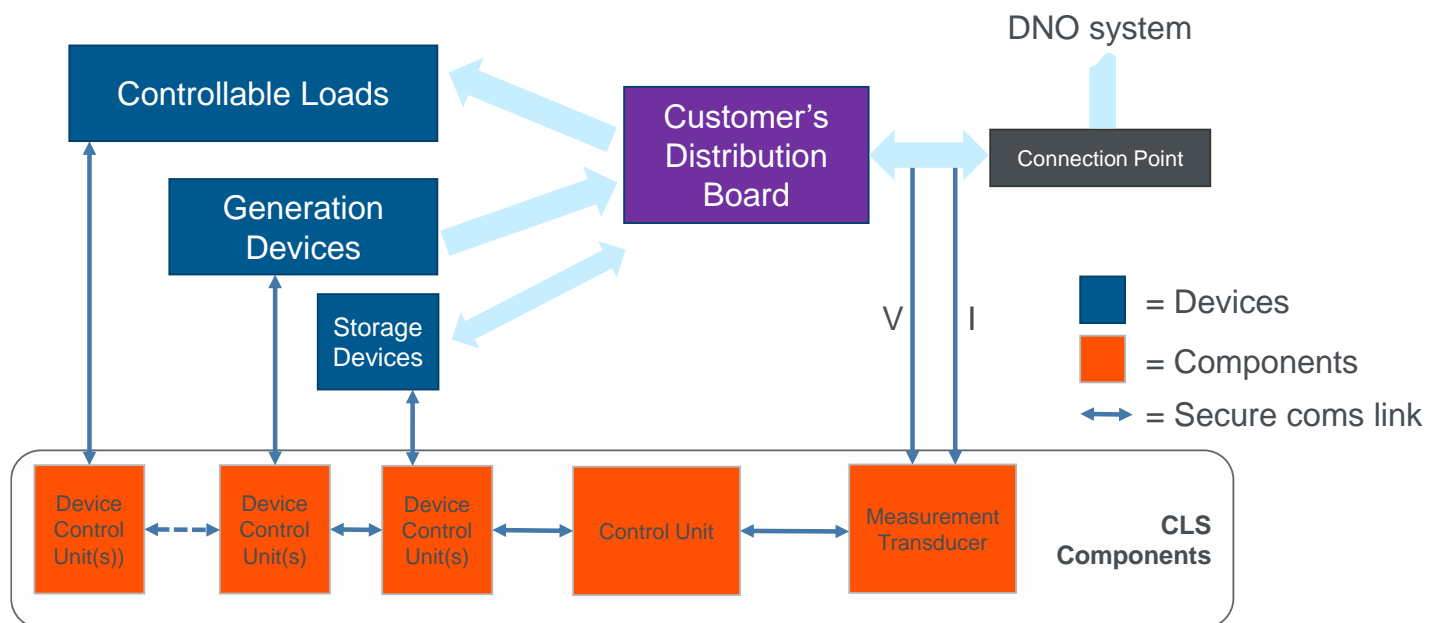 DNO system
Controllable Loads
Customer’s
Distribution
Board
Connection Point
Generation
Devices
Storage
Devices
V
I
= Devices
= Components
= Secure coms link
Device
Control
Unit(s))
Device
Control
Unit(s)
Device
Control
Unit(s)
Control Unit
Measurement
Transducer
CLS
Components